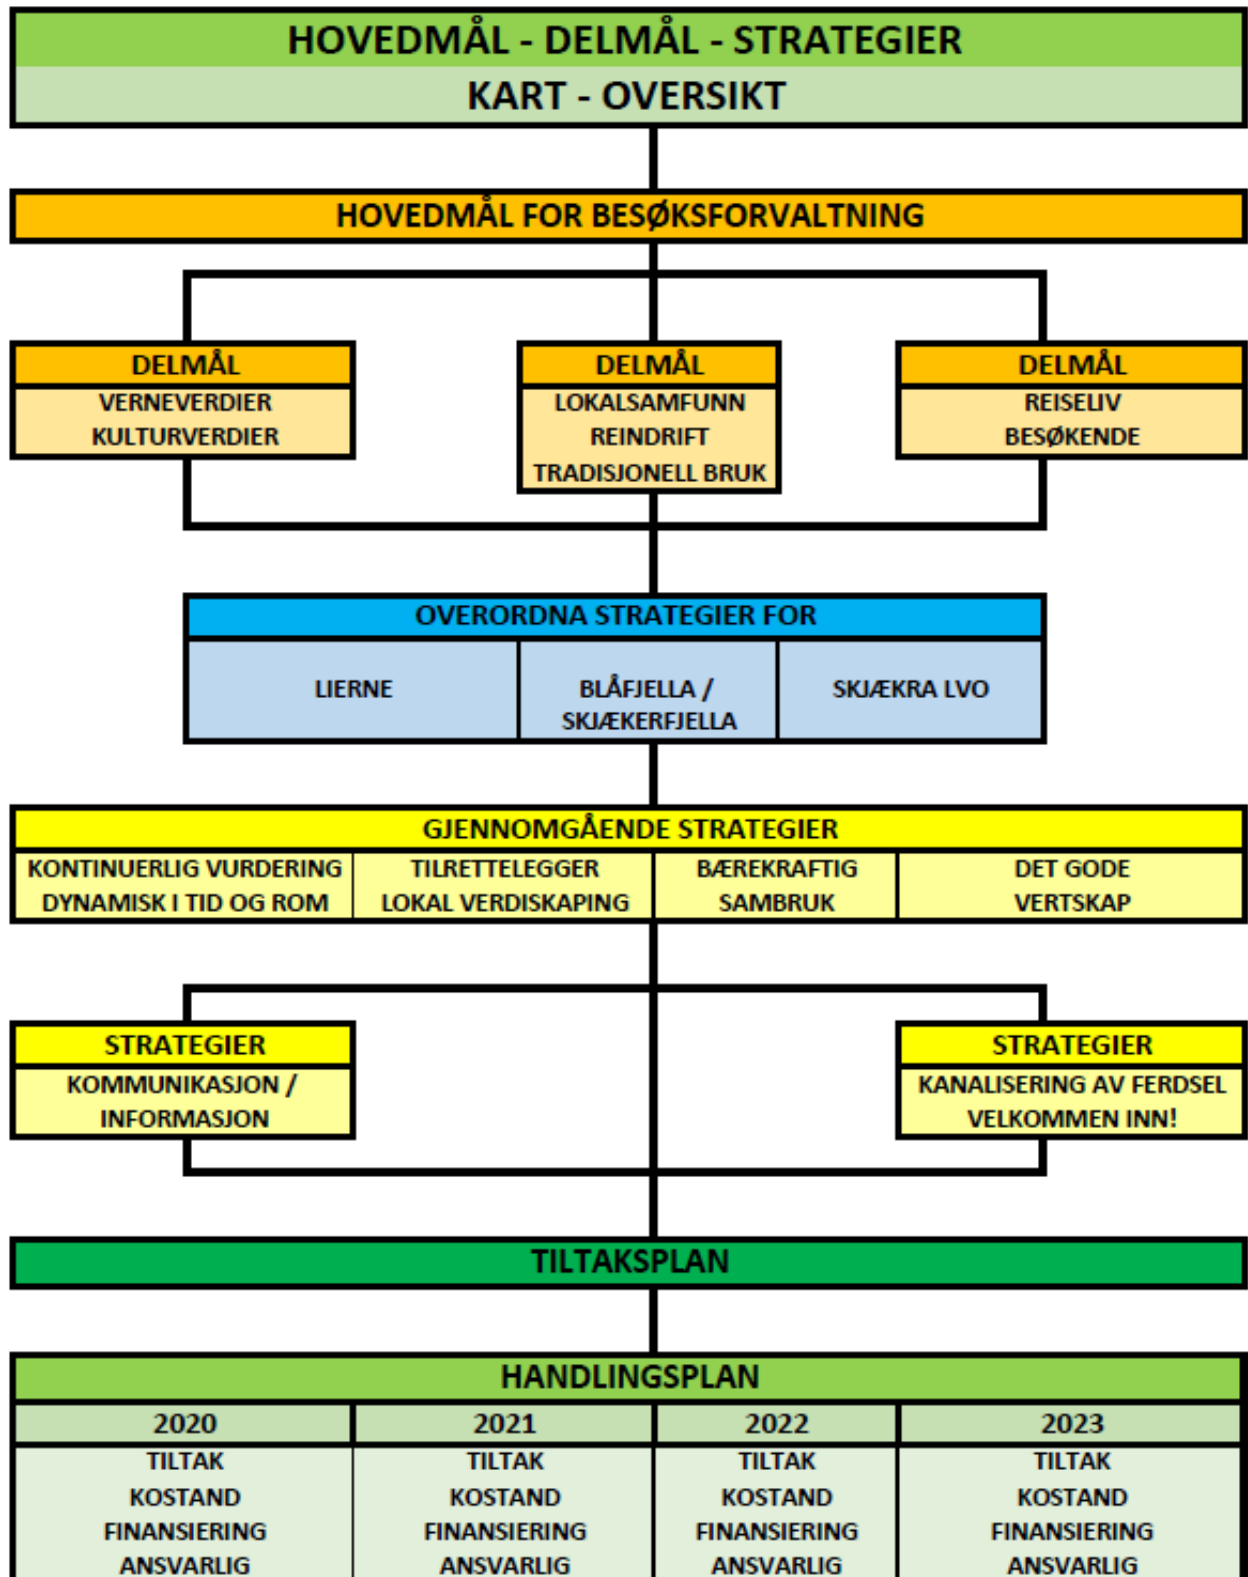 HOVEDMÅL - DELMÅL - STRATEGIER
KART - OVERSIKT
HOVEDMÅL FOR BESØKSFORVALTNING
DELMÅL
VERNEVERDIER
KULTURVERDIER
DELMÅL
LOKALSAMFUNN
REINDRIFT
TRADISJONELL BRUK
DELMÅL
REISELIV
BESØKENDE
OVERORDNA STRATEGIER FOR
LIERNE
BLÅFJELLA /
SKJÆKERFJELLA
SKJÆKRA LVO
GJENNOMGÅENDE STRATEGIER
KONTINUERLIG VURDERING
DYNAMISK I TID OG ROM
TILRETTELEGGER
LOKAL VERDISKAPING
BÆREKRAFTIG
SAMBRUK
DET GODE
VERTSKAP
STRATEGIER
KOMMUNIKASJON /
INFORMASJON
STRATEGIER
KANALISERING AV FERDSEL
VELKOMMEN INN!
TILTAKSPLAN
HANDLINGSPLAN
2020
TILTAK
KOSTAND
FINANSIERING
ANSVARLIG
2021
TILTAK
KOSTAND
FINANSIERING
ANSVARLIG
2022
TILTAK
KOSTAND
FINANSIERING
ANSVARLIG
2023
TILTAK
KOSTAND
FINANSIERING
ANSVARLIG